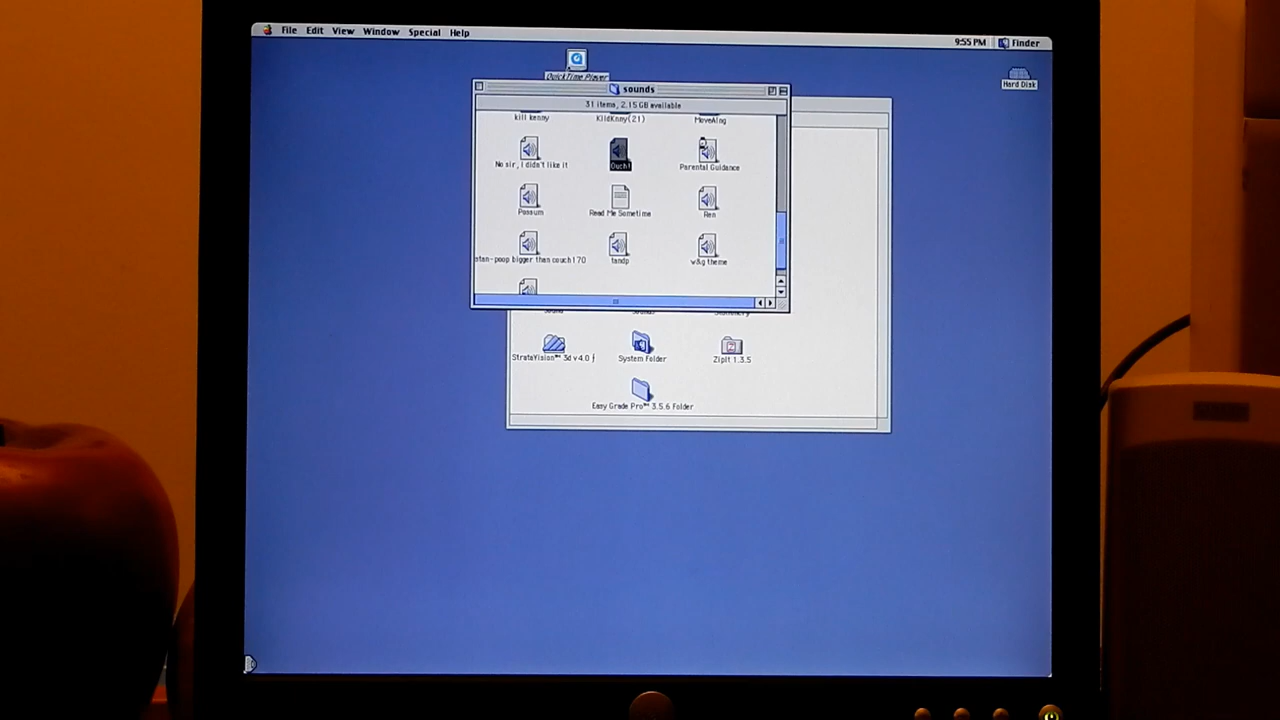 File Edit View Window Special Help
9:55 PM Finder
QuickTime Player
Hard Disk
sounds
31 items, 2.15 GB available
kill kenny KildKnny(21) MoveAlng
No sir, I didn't like it Ouch! Parental Guidance
Possum Read Me Sometime Ren
stan-poop bigger than couch170 tandp w&g theme
StrataVision™ 3d v4.0 ƒ System Folder ZipIt 1.3.5
Easy Grade Pro™ 3.5.6 Folder